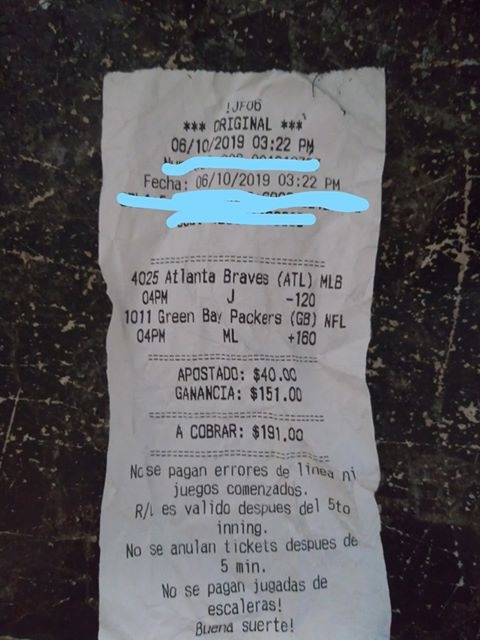 *** ORIGINAL ***
06/10/2019 03:22 PM
Fecha: 06/10/2019 03:22 PM
==========================
4025 Atlanta Braves (ATL) MLB
04PM J -120
1011 Green Bay Packers (GB) NFL
04PM ML +160
==========================
APOSTADO: $40.00
GANANCIA: $151.00
==========================
A COBRAR: $191.00
==========================
No se pagan errores de linea ni
juegos comenzados.
R/L es valido despues del 5to
inning.
No se anulan tickets despues de
5 min.
No se pagan jugadas de
escaleras!
Buena suerte!